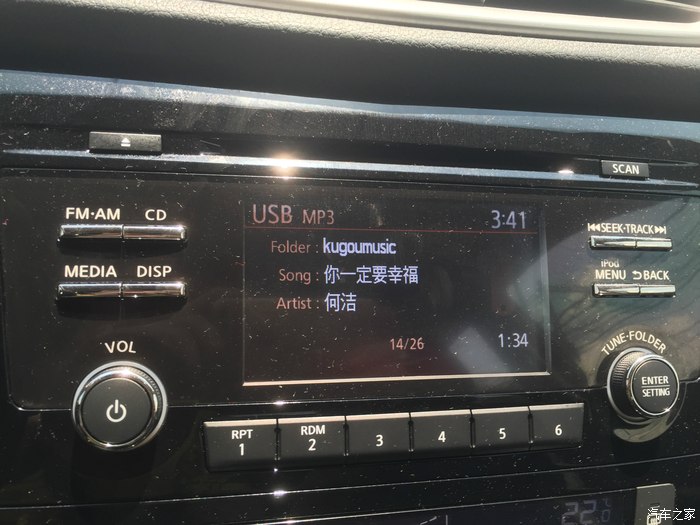 SCAN
FM·AM CD
USB MP3 3:41
SEEK·TRACK
Folder : kugoumusic
MEDIA DISP
Song : 你一定要幸福
iPod
MENU BACK
Artist : 何洁
14/26 1:34
VOL
TUNE·FOLDER
ENTER
SETTING
RPT
1
RDM
2
3
4
5
6
22
汽车之家